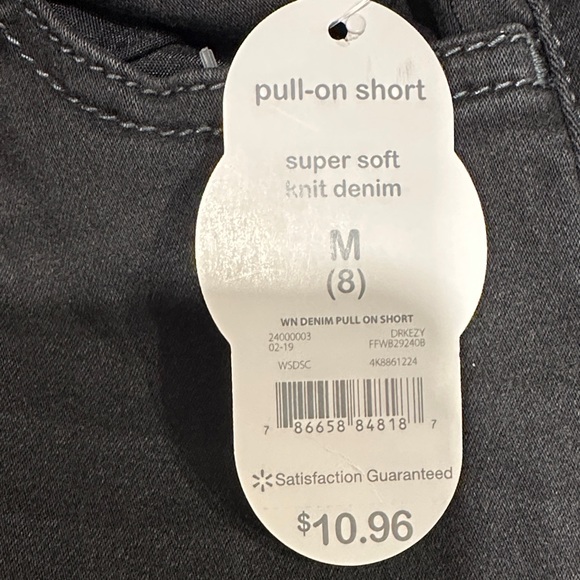 pull-on short
super soft
knit denim
M
(8)
WN DENIM PULL ON SHORT
24000003 DRKEZY
02-19 FFWB29240B
WSDSC 4K8861224
7 86658 84818 7
Satisfaction Guaranteed
$10.96